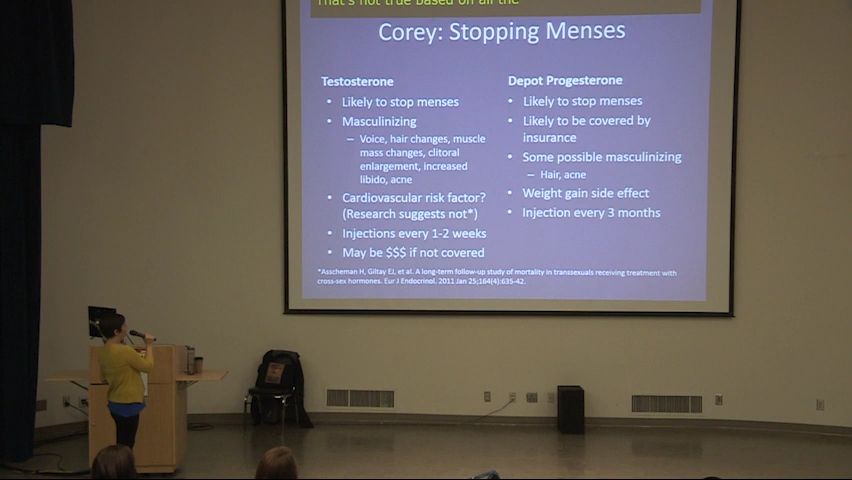 That's not true based on all the
Corey: Stopping Menses
Testosterone
• Likely to stop menses
• Masculinizing
– Voice, hair changes, muscle
mass changes, clitoral
enlargement, increased
libido, acne
• Cardiovascular risk factor?
(Research suggests not*)
• Injections every 1-2 weeks
• May be $$$ if not covered
Depot Progesterone
• Likely to stop menses
• Likely to be covered by
insurance
• Some possible masculinizing
– Hair, acne
• Weight gain side effect
• Injection every 3 months
*Asscheman H, Giltay EJ, et al. A long-term follow-up study of mortality in transsexuals receiving treatment with
cross-sex hormones. Eur J Endocrinol. 2011 Jan 25;164(4):635-42.